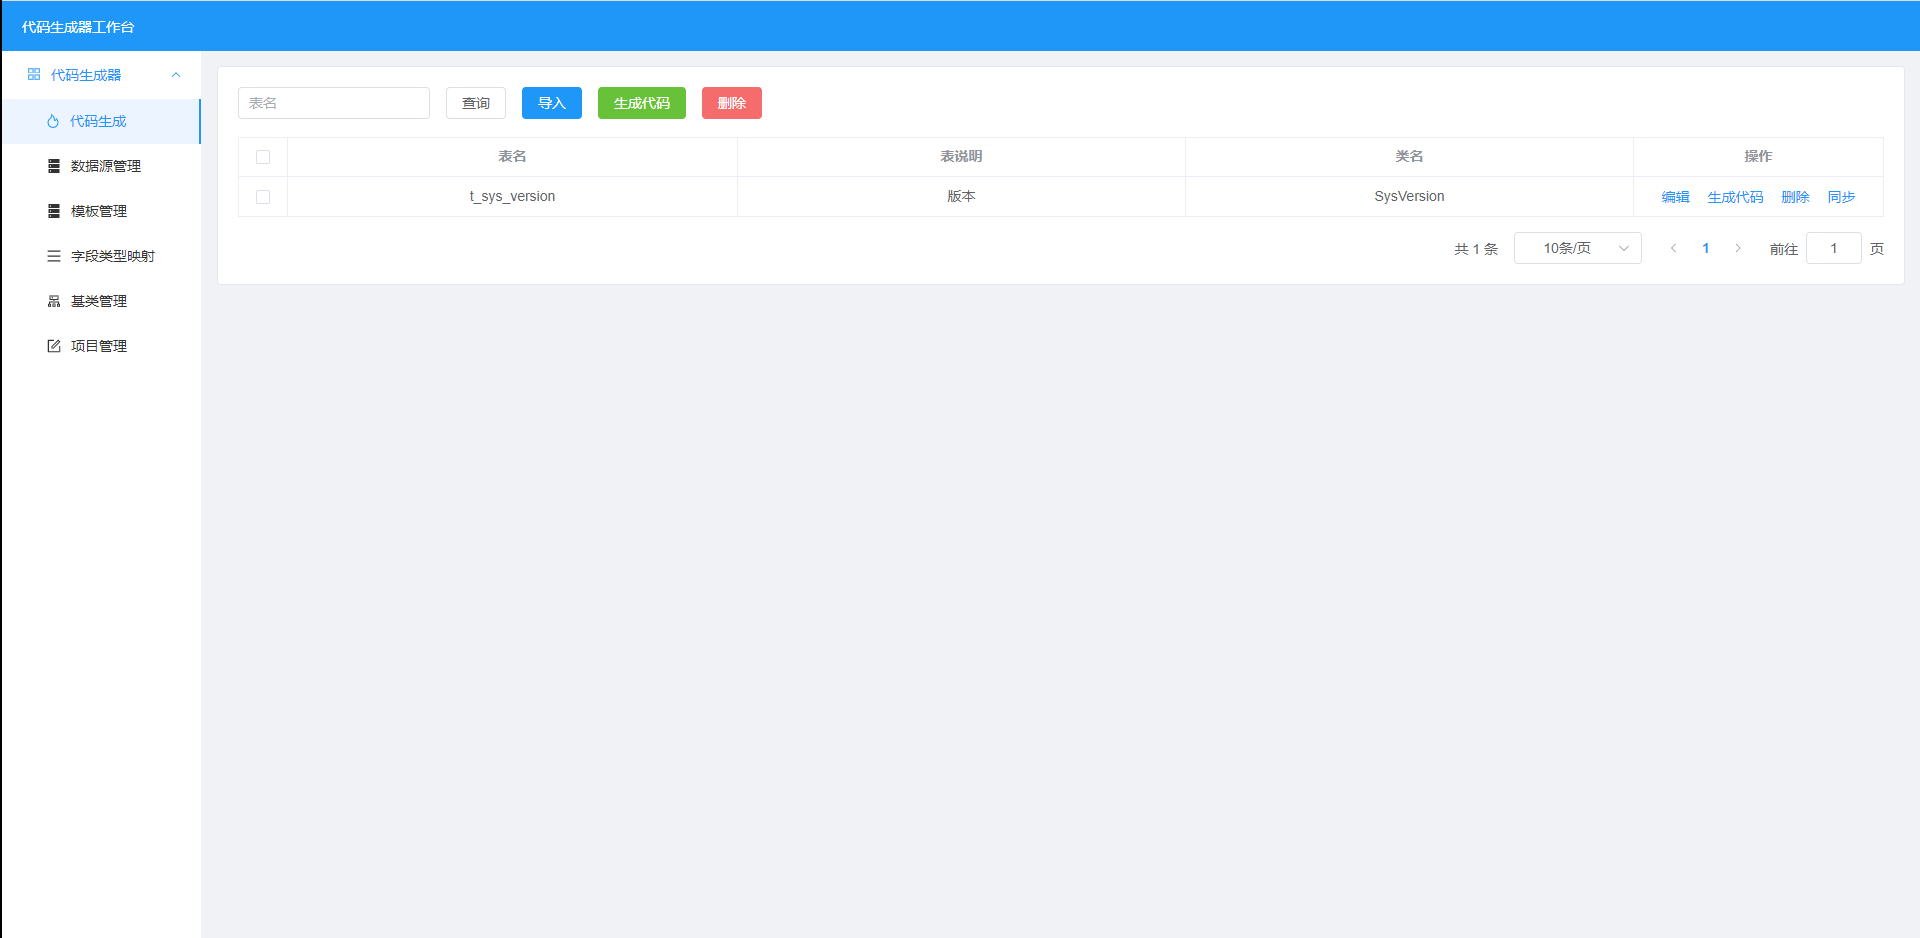 代码生成器工作台
代码生成器
代码生成
数据源管理
模板管理
字段类型映射
基类管理
项目管理
表名 查询 导入 生成代码 删除
表名 表说明 类名 操作
t_sys_version 版本 SysVersion 编辑 生成代码 删除 同步
共 1 条 10条/页 1 前往 1 页